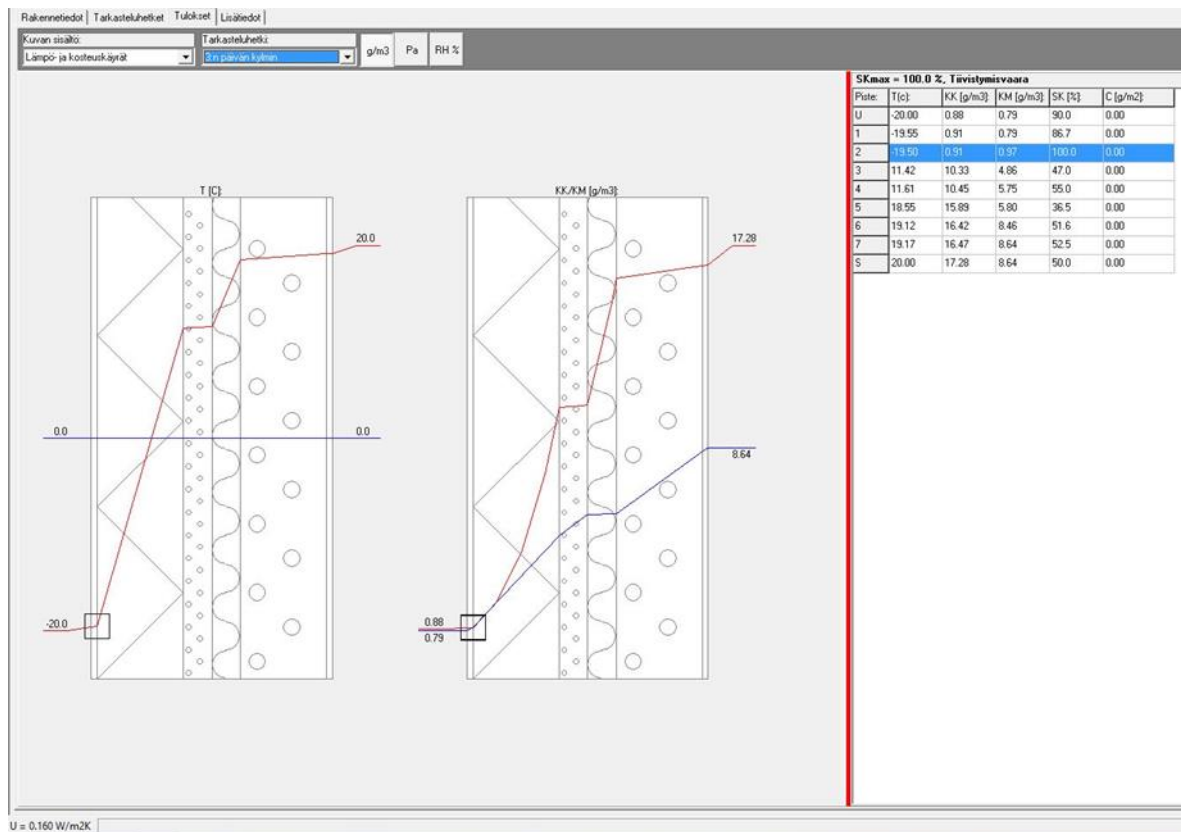 Rakennetiedot Tarkasteluhetket Tulokset Lisätiedot
Kuvan sisältö: Tarkasteluhetki:
Lämpö- ja kosteuskäyrät 3:n päivän kylmin g/m3 Pa RH %
SKmax = 100.0 %, Tiivistymisvaara
Piste: T(c): KK [g/m3]: KM [g/m3]: SK [%]: C [g/m2]:
U -20.00 0.88 0.79 90.0 0.00
1 -19.55 0.91 0.79 86.7 0.00
2 -19.50 0.91 0.97 100.0 0.00
3 11.42 10.33 4.86 47.0 0.00
4 11.61 10.45 5.75 55.0 0.00
5 18.55 15.89 5.80 36.5 0.00
6 19.12 16.42 8.46 51.6 0.00
7 19.17 16.47 8.64 52.5 0.00
S 20.00 17.28 8.64 50.0 0.00
T [C]: KK/KM [g/m3]:
20.0 17.28
0.0 0.0
8.64
-20.0 0.88
0.79
U = 0.160 W/m2K